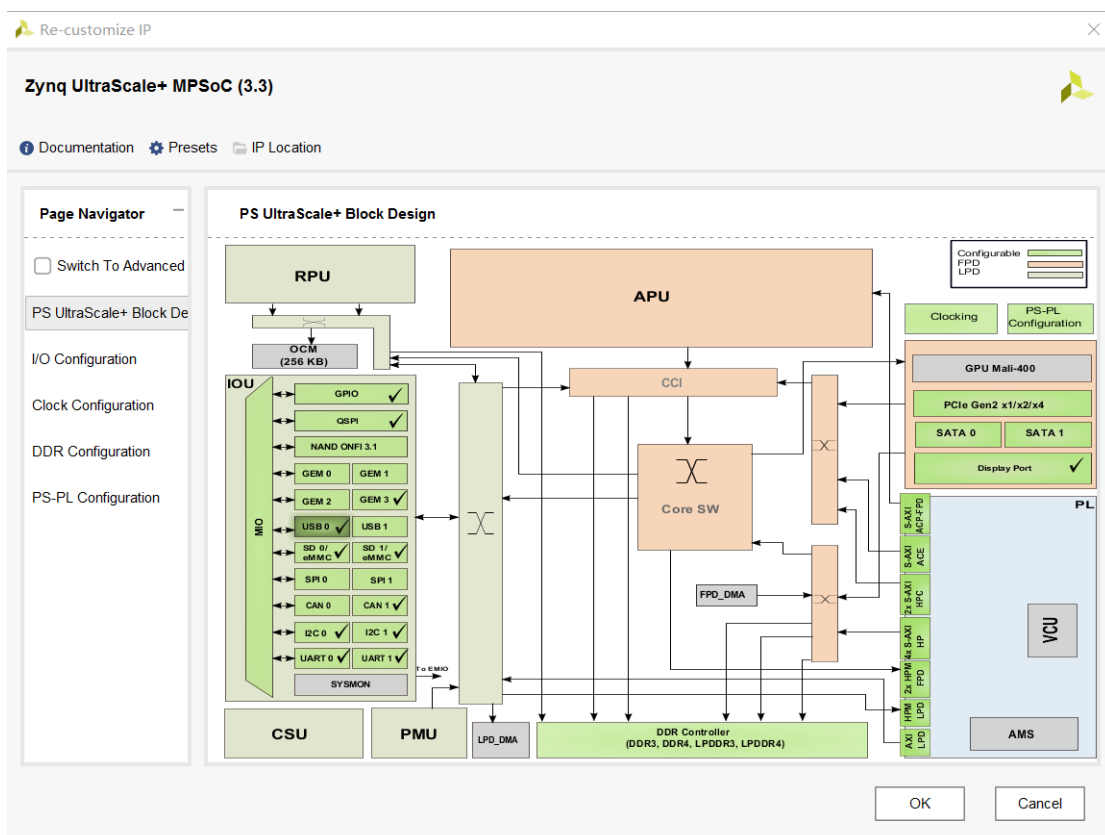 Re-customize IP
Zynq UltraScale+ MPSoC (3.3)
Documentation Presets IP Location
Page Navigator
Switch To Advanced
PS UltraScale+ Block De
I/O Configuration
Clock Configuration
DDR Configuration
PS-PL Configuration
PS UltraScale+ Block Design
RPU
APU
Configurable
FPD
LPD
Clocking
PS-PL
Configuration
OCM
(256 KB)
CCI
GPU Mali-400
PCIe Gen2 x1/x2/x4
SATA 0
SATA 1
Display Port
IOU
MIO
GPIO
QSPI
NAND ONFI 3.1
GEM 0
GEM 1
GEM 2
GEM 3
USB 0
USB 1
SD 0/
eMMC
SD 1/
eMMC
SPI 0
SPI 1
CAN 0
CAN 1
I2C 0
I2C 1
UART 0
UART 1
SYSMON
To EMIO
Core SW
FPD_DMA
PL
S-AXI
ACP-FPD
S-AXI
ACE
2x S-AXI
HPC
4x S-AXI
HP
2x HPM
FPD
HPM
LPD
AXI
LPD
VCU
AMS
CSU
PMU
LPD_DMA
DDR Controller
(DDR3, DDR4, LPDDR3, LPDDR4)
OK
Cancel